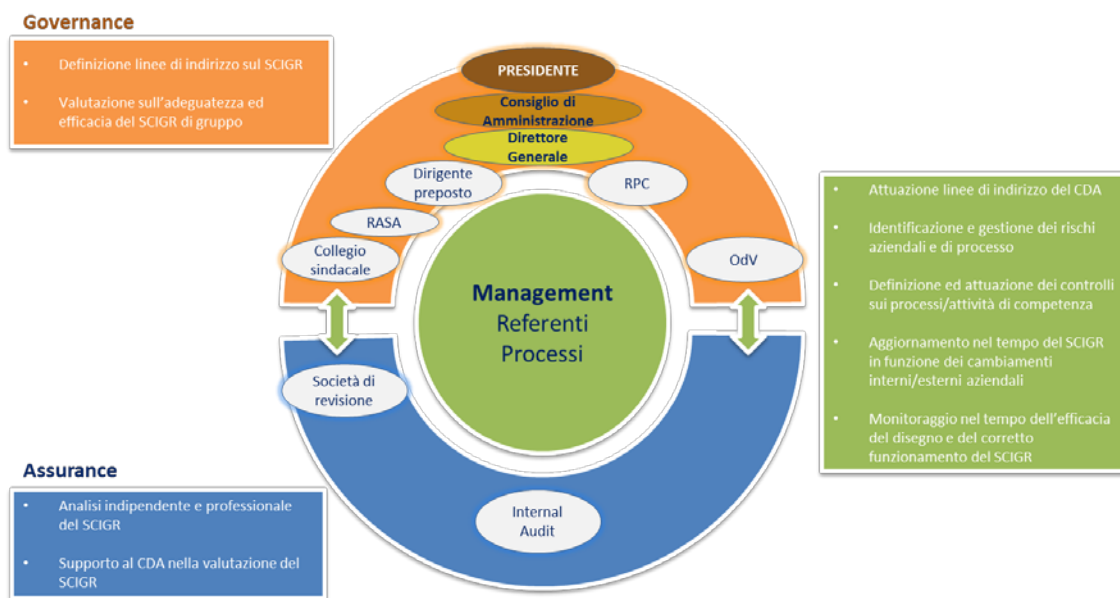 Governance
• Definizione linee di indirizzo sul SCIGR
• Valutazione sull'adeguatezza ed
efficacia del SCIGR di gruppo
PRESIDENTE
Consiglio di
Amministrazione
Direttore
Generale
Dirigente
preposto
RPC
RASA
Collegio
sindacale
OdV
Management
Referenti
Processi
• Attuazione linee di indirizzo del CDA
• Identificazione e gestione dei rischi
aziendali e di processo
• Definizione ed attuazione dei controlli
sui processi/attività di competenza
• Aggiornamento nel tempo del SCIGR
in funzione dei cambiamenti
interni/esterni aziendali
• Monitoraggio nel tempo dell'efficacia
del disegno e del corretto
funzionamento del SCIGR
Società di
revisione
Internal
Audit
Assurance
• Analisi indipendente e professionale
del SCIGR
• Supporto al CDA nella valutazione del
SCIGR